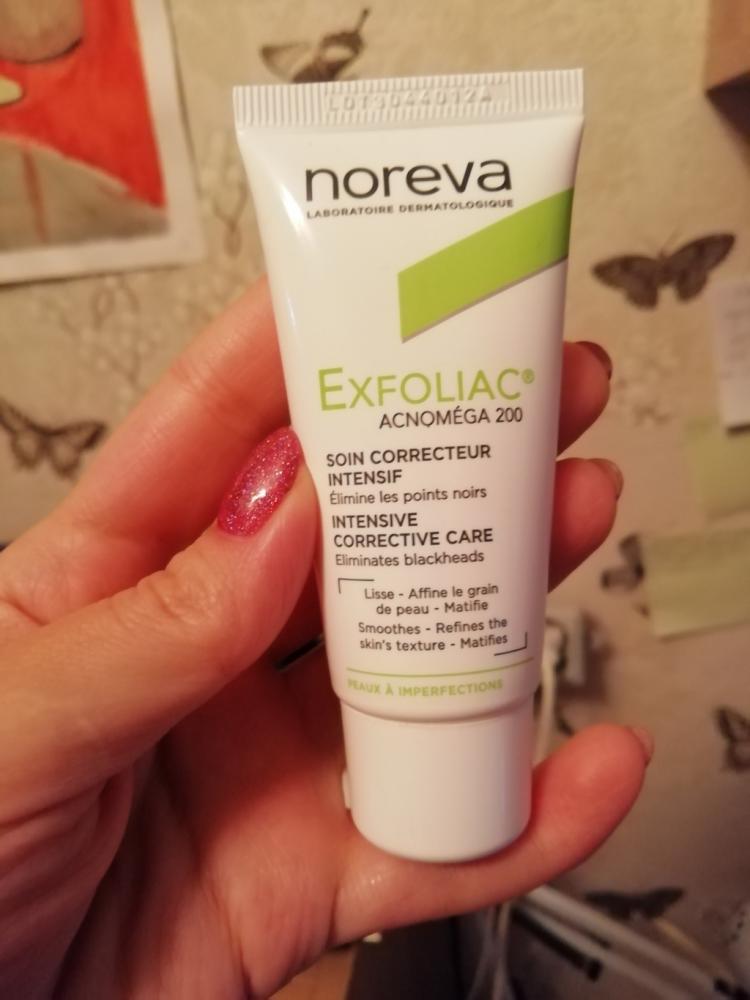 LOT3044012A
noreva
LABORATOIRE DERMATOLOGIQUE
EXFOLIAC®
ACNOMÉGA 200
SOIN CORRECTEUR
INTENSIF
Élimine les points noirs
INTENSIVE
CORRECTIVE CARE
Eliminates blackheads
Lisse - Affine le grain
de peau - Matifie
Smoothes - Refines the
skin's texture - Matifies
PEAUX À IMPERFECTIONS